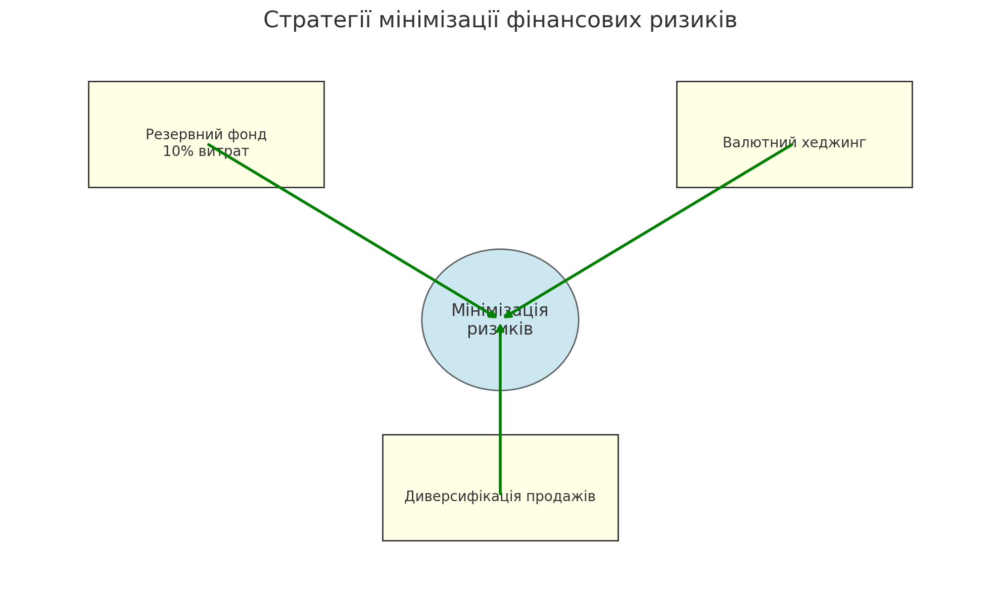 Стратегії мінімізації фінансових ризиків
Резервний фонд
10% витрат
Валютний хеджинг
Мінімізація
ризиків
Диверсифікація продажів